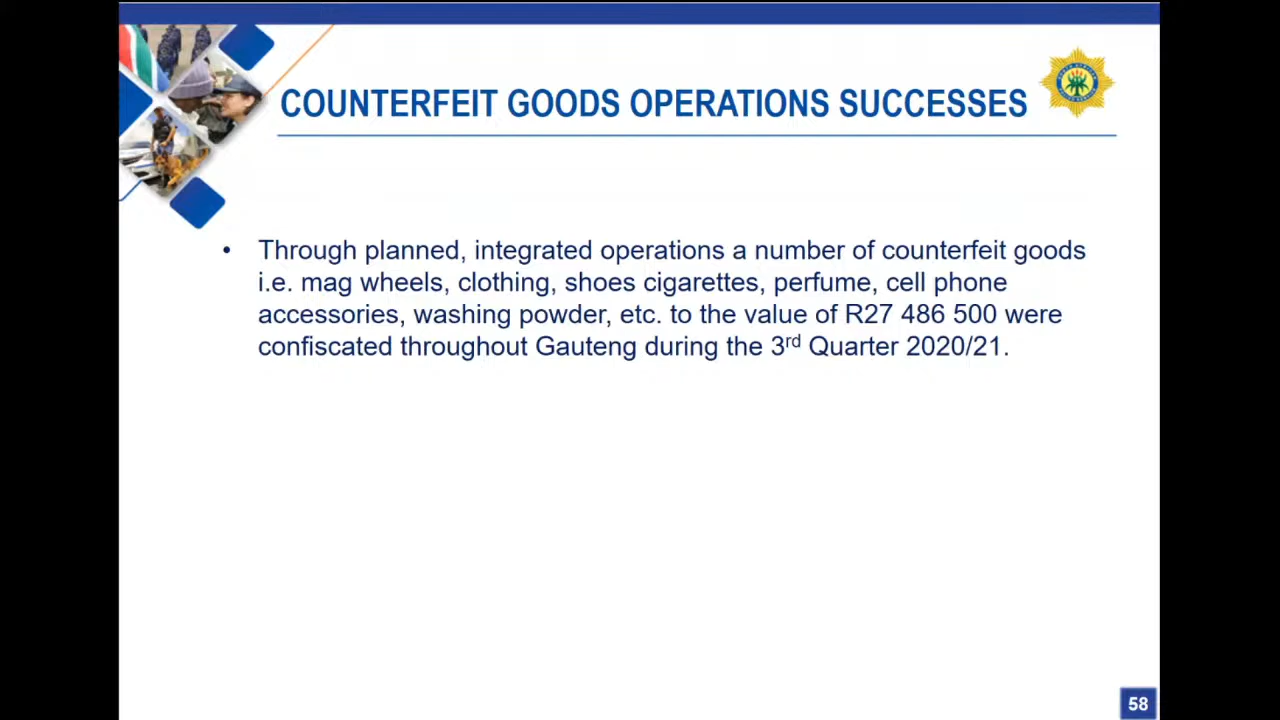 COUNTERFEIT GOODS OPERATIONS SUCCESSES
• Through planned, integrated operations a number of counterfeit goods
i.e. mag wheels, clothing, shoes cigarettes, perfume, cell phone
accessories, washing powder, etc. to the value of R27 486 500 were
confiscated throughout Gauteng during the 3rd Quarter 2020/21.
58